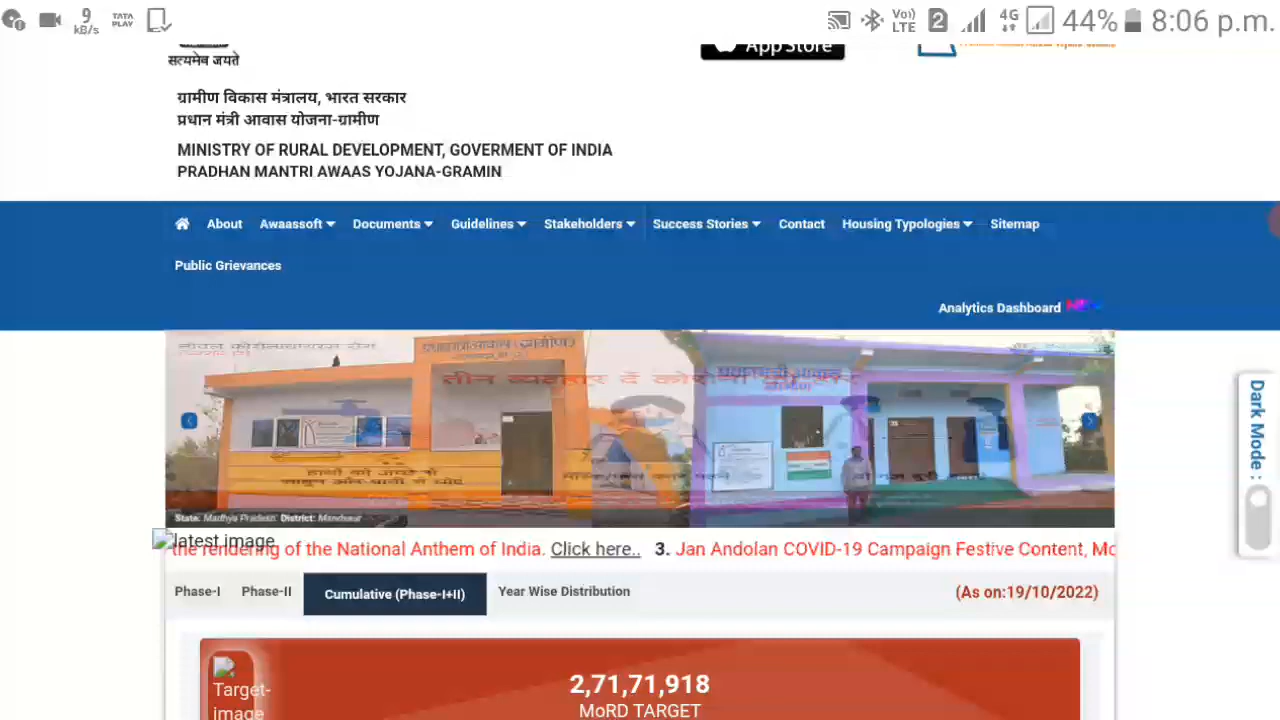 9
kB/s
TATA
PLAY
Vo)
LTE
2
4G
44%
8:06 p.m.
सत्यमेव जयते
App Store
ग्रामीण विकास मंत्रालय, भारत सरकार
प्रधान मंत्री आवास योजना-ग्रामीण
MINISTRY OF RURAL DEVELOPMENT, GOVERMENT OF INDIA
PRADHAN MANTRI AWAAS YOJANA-GRAMIN
About Awaassoft Documents Guidelines Stakeholders Success Stories Contact Housing Typologies Sitemap
Public Grievances
Analytics Dashboard
तीन व्यवहार दें कोरोना को हार
State: Madhya Pradesh District: Mandsaur
Dark Mode :
latest image
the rendering of the National Anthem of India. Click here.. 3. Jan Andolan COVID-19 Campaign Festive Content, Mo
Phase-I Phase-II Cumulative (Phase-I+II) Year Wise Distribution (As on:19/10/2022)
Target-
image
2,71,71,918
MoRD TARGET